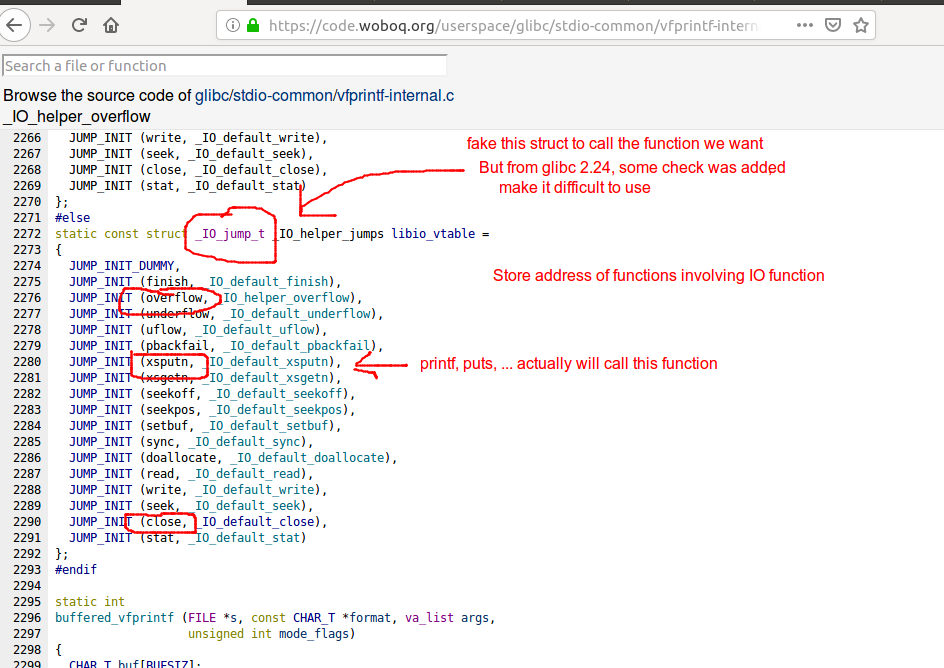 https://code.woboq.org/userspace/glibc/stdio-common/vfprintf-intern
Search a file or function
Browse the source code of glibc/stdio-common/vfprintf-internal.c
_IO_helper_overflow
2266 JUMP_INIT (write, _IO_default_write),
fake this struct to call the function we want
2267 JUMP_INIT (seek, _IO_default_seek),
2268 JUMP_INIT (close, _IO_default_close),
But from glibc 2.24, some check was added
2269 JUMP_INIT (stat, _IO_default_stat)
make it difficult to use
2270 };
2271 #else
2272 static const struct _IO_jump_t _IO_helper_jumps libio_vtable =
2273 {
2274 JUMP_INIT_DUMMY,
2275 JUMP_INIT (finish, _IO_default_finish),
Store address of functions involving IO function
2276 JUMP_INIT (overflow, _IO_helper_overflow),
2277 JUMP_INIT (underflow, _IO_default_underflow),
2278 JUMP_INIT (uflow, _IO_default_uflow),
2279 JUMP_INIT (pbackfail, _IO_default_pbackfail),
2280 JUMP_INIT (xsputn, _IO_default_xsputn),
printf, puts, ... actually will call this function
2281 JUMP_INIT (xsgetn, _IO_default_xsgetn),
2282 JUMP_INIT (seekoff, _IO_default_seekoff),
2283 JUMP_INIT (seekpos, _IO_default_seekpos),
2284 JUMP_INIT (setbuf, _IO_default_setbuf),
2285 JUMP_INIT (sync, _IO_default_sync),
2286 JUMP_INIT (doallocate, _IO_default_doallocate),
2287 JUMP_INIT (read, _IO_default_read),
2288 JUMP_INIT (write, _IO_default_write),
2289 JUMP_INIT (seek, _IO_default_seek),
2290 JUMP_INIT (close, _IO_default_close),
2291 JUMP_INIT (stat, _IO_default_stat)
2292 };
2293 #endif
2294
2295 static int
2296 buffered_vfprintf (FILE *s, const CHAR_T *format, va_list args,
2297 unsigned int mode_flags)
2298 {
2299 CHAR_T buf[BUFSIZ];